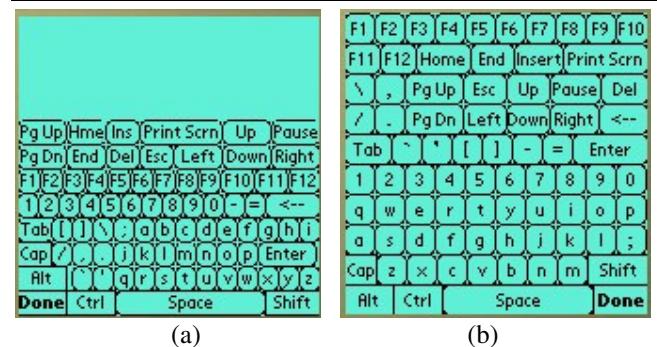 Pg Up Hme Ins Print Scrn Up Pause
Pg Dn End Del Esc Left Down Right
F1 F2 F3 F4 F5 F6 F7 F8 F9 F10 F11 F12
1 2 3 4 5 6 7 8 9 0 - = <--
Tab [ ] \ ; a b c d e f g h i
Cap / , . j k l m n o p Enter
Alt ` ' q r s t u v w x y z
Done Ctrl Space Shift
(a)
F1 F2 F3 F4 F5 F6 F7 F8 F9 F10
F11 F12 Home End Insert Print Scrn
\ , Pg Up Esc Up Pause Del
/ . Pg Dn Left Down Right <--
Tab ` ' [ ] - = Enter
1 2 3 4 5 6 7 8 9 0
q w e r t y u i o p
a s d f g h j k l ;
Cap z x c v b n m Shift
Alt Ctrl Space Done
(b)